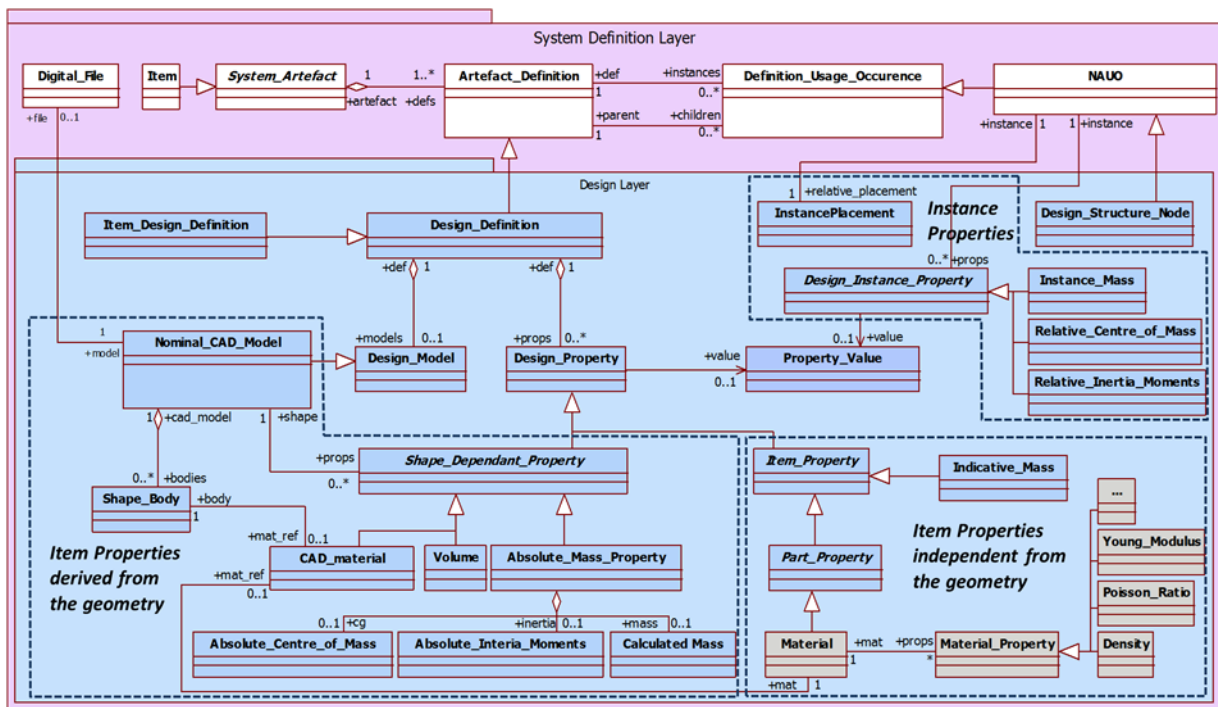 System Definition Layer
Digital_File
Item
System_Artefact
1
1..*
Artefact_Definition
+def
+instances
Definition_Usage_Occurence
NAUO
+artefact
+defs
1
0..*
+file
0..1
+parent
+children
1
0..*
+instance
1
1
+instance
Design Layer
1
+relative_placement
Item_Design_Definition
Design_Definition
InstancePlacement
Instance
Properties
Design_Structure_Node
+def
1
+def
1
0..*
+props
Design_Instance_Property
Instance_Mass
1
+model
Nominal_CAD_Model
+models
0..1
+props
0..*
0..1
+value
Relative_Centre_of_Mass
Design_Model
Design_Property
+value
0..1
Property_Value
Relative_Inertia_Moments
1
+cad_model
1
+shape
+props
0..*
Shape_Dependant_Property
Item_Property
Indicative_Mass
0..*
+bodies
Shape_Body
+body
1
...
+mat_ref
0..1
Young_Modulus
Item Properties
derived from
the geometry
CAD_material
Volume
Absolute_Mass_Property
Part_Property
Item Properties
independent from
the geometry
+mat_ref
0..1
Poisson_Ratio
0..1
+cg
+inertia
0..1
+mass
0..1
Absolute_Centre_of_Mass
Absolute_Interia_Moments
Calculated Mass
Material
+mat
1
+props
*
Material_Property
Density
+mat
1